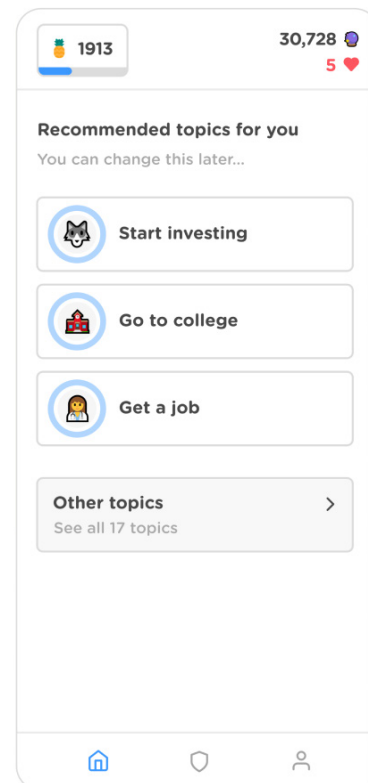 1913
30,728
5
Recommended topics for you
You can change this later...
Start investing
Go to college
Get a job
Other topics
See all 17 topics